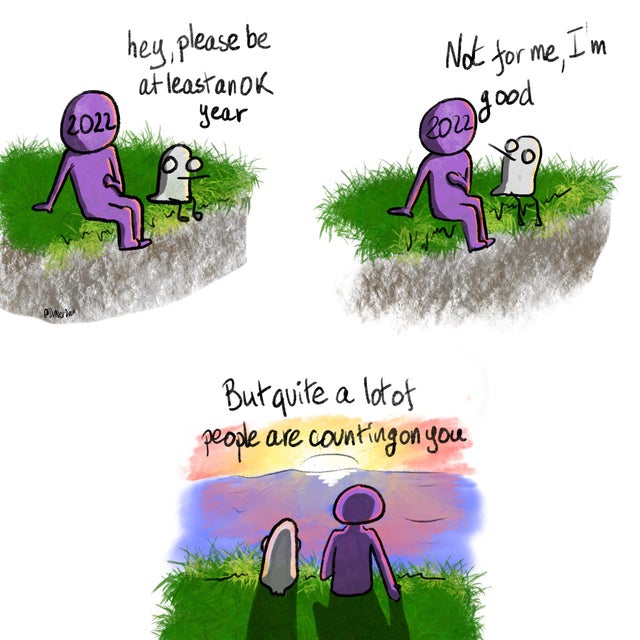 hey, please be
at least an OK
year
2022
Not for me, I'm
good
2022
But quite a lot of
people are counting on you